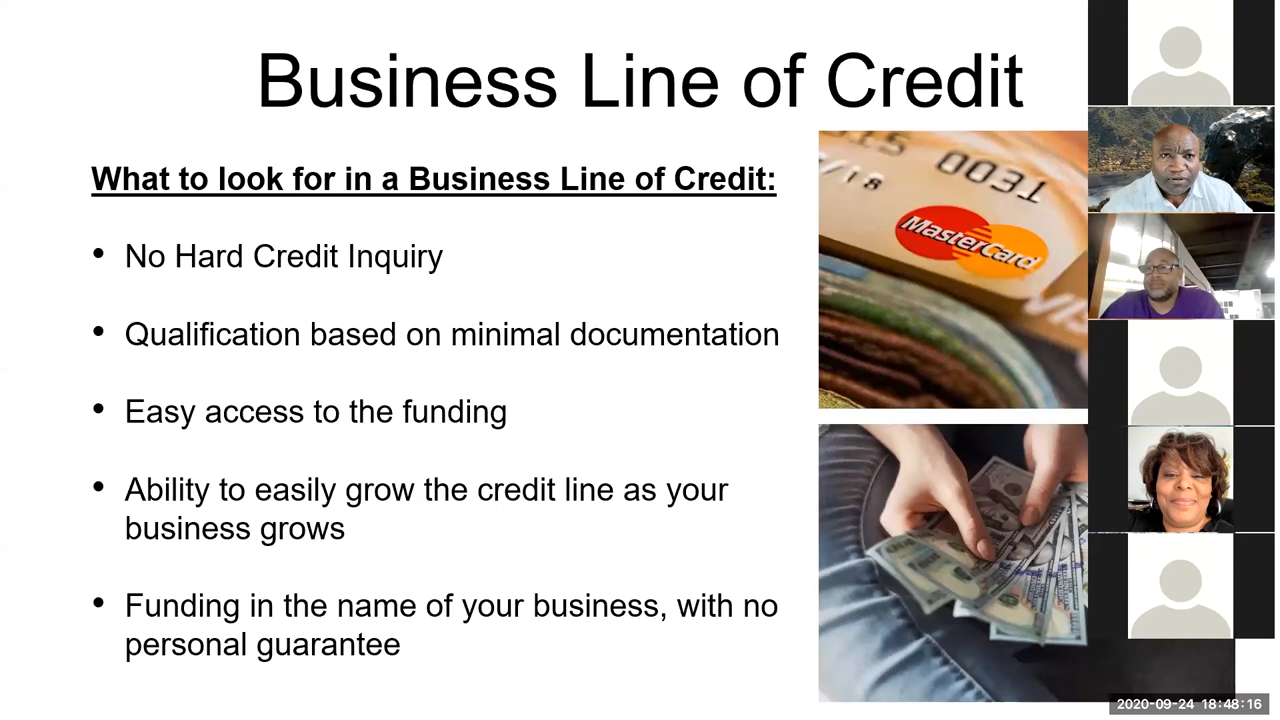 Business Line of Credit
What to look for in a Business Line of Credit:
• No Hard Credit Inquiry
• Qualification based on minimal documentation
• Easy access to the funding
• Ability to easily grow the credit line as your
business grows
• Funding in the name of your business, with no
personal guarantee
0031
MasterCard
2020-09-24 18:48:16